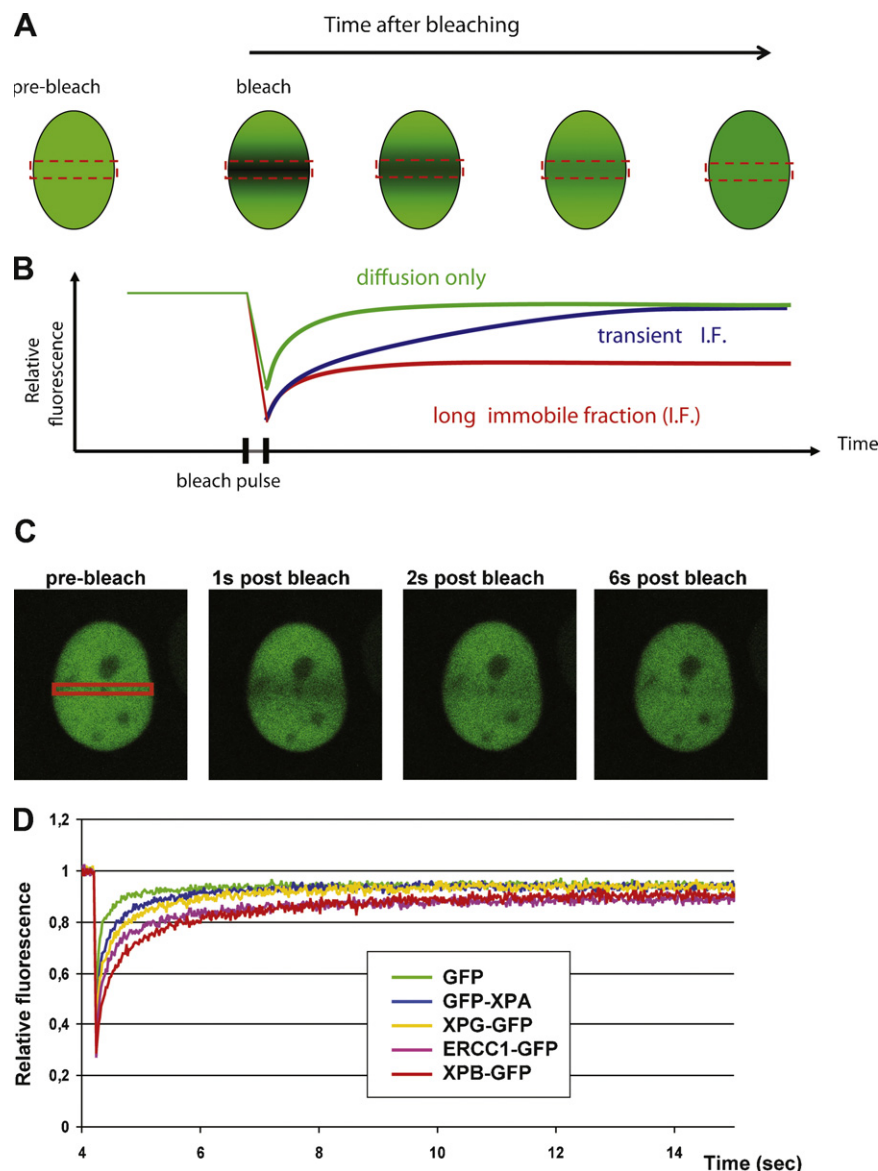 A
Time after bleaching
pre-bleach
bleach
B
Relative
fluorescence
diffusion only
transient I.F.
long immobile fraction (I.F.)
Time
bleach pulse
C
pre-bleach
1s post bleach
2s post bleach
6s post bleach
D
Relative fluorescence
1,2
1
0,8
0,6
0,4
0,2
0
GFP
GFP-XPA
XPG-GFP
ERCC1-GFP
XPB-GFP
4
6
8
10
12
14
Time (sec)